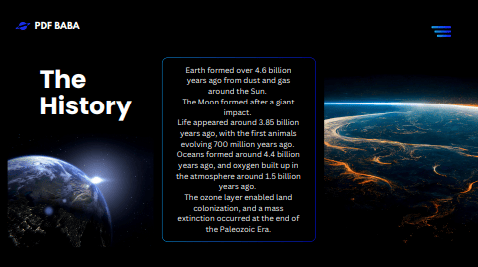 PDF BABA
The
History
Earth formed over 4.6 billion
years ago from dust and gas
around the Sun.
The Moon formed after a giant
impact.
Life appeared around 3.85 billion
years ago, with the first animals
evolving 700 million years ago.
Oceans formed around 4.4 billion
years ago, and oxygen built up in
the atmosphere around 1.5 billion
years ago.
The ozone layer enabled land
colonization, and a mass
extinction occurred at the end of
the Paleozoic Era.